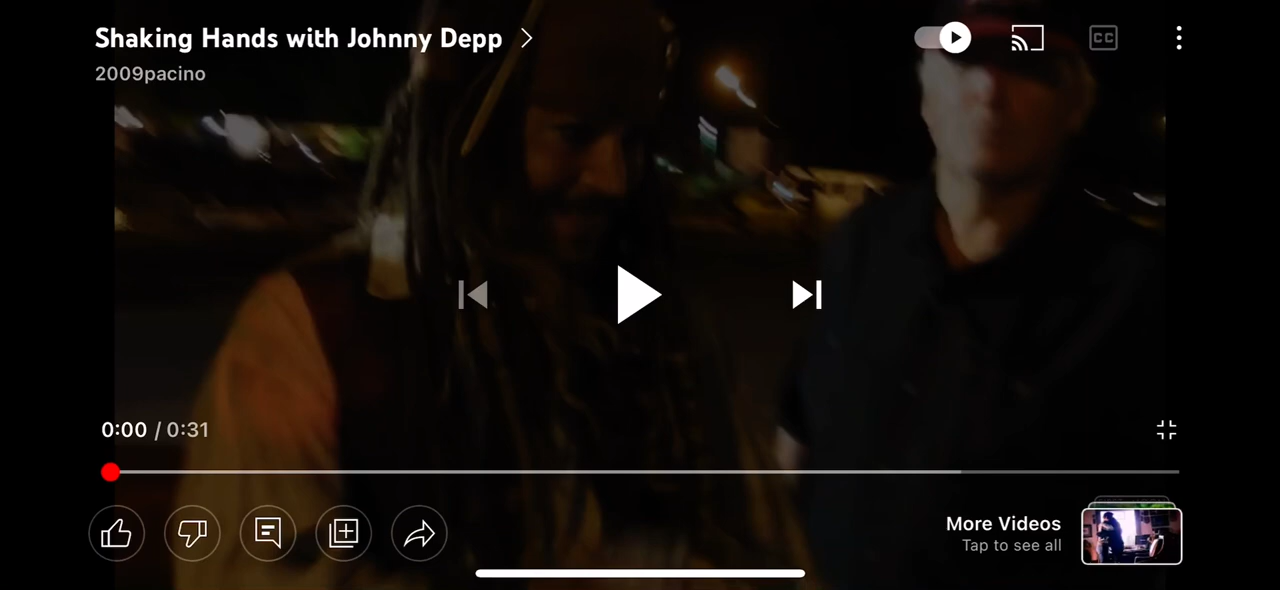 Shaking Hands with Johnny Depp
2009pacino
CC
0:00 / 0:31
More Videos
Tap to see all